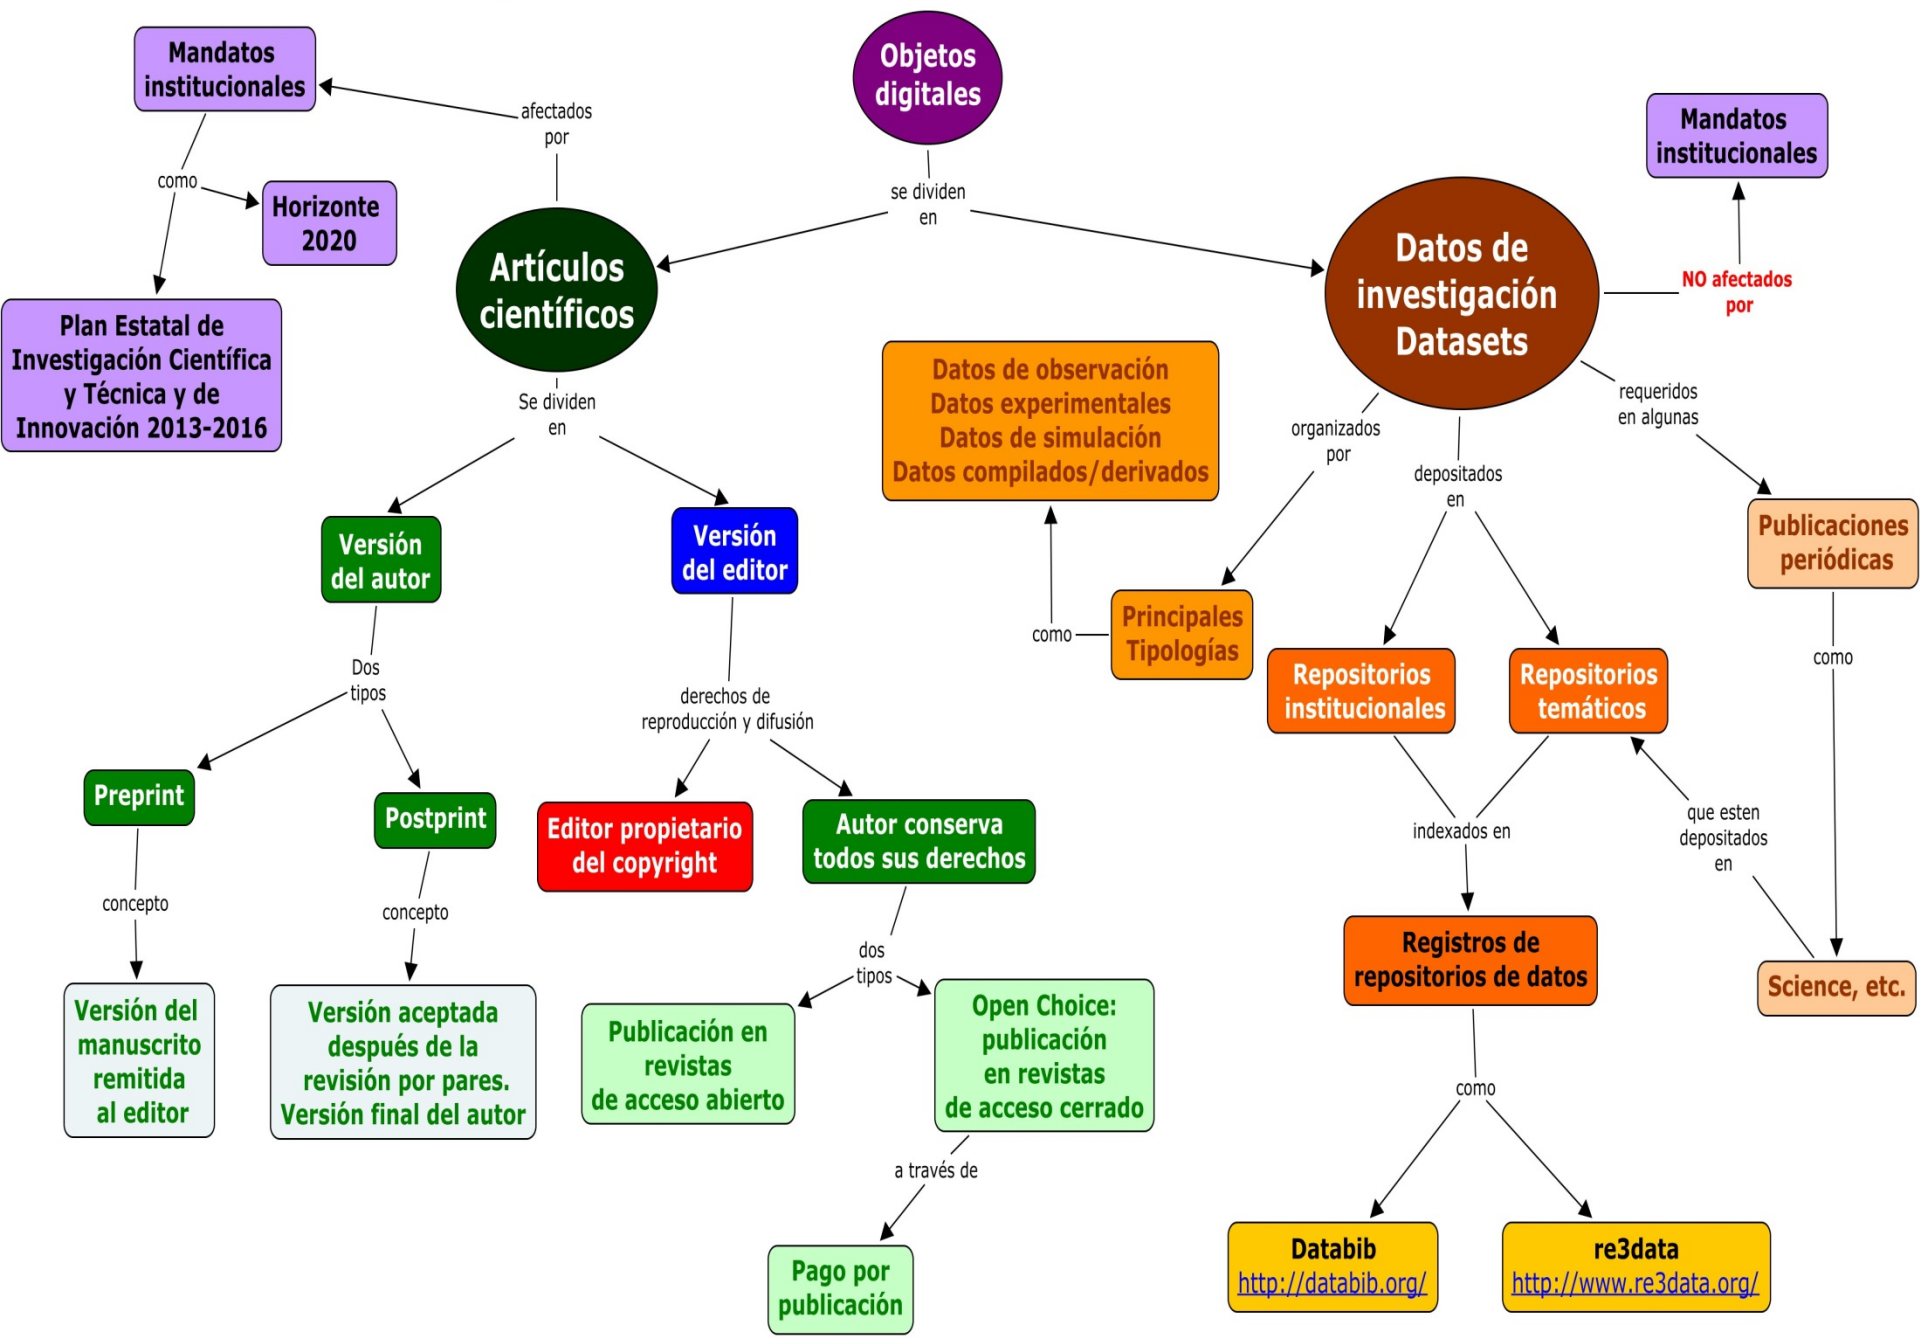 Objetos
digitales
se dividen
en
Mandatos
institucionales
afectados
por
como
Horizonte
2020
Plan Estatal de
Investigación Científica
y Técnica y de
Innovación 2013-2016
Artículos
científicos
Se dividen
en
Versión
del autor
Versión
del editor
Dos
tipos
Preprint
Postprint
concepto
concepto
Versión del
manuscrito
remitida
al editor
Versión aceptada
después de la
revisión por pares.
Versión final del autor
derechos de
reproducción y difusión
Editor propietario
del copyright
Autor conserva
todos sus derechos
dos
tipos
Publicación en
revistas
de acceso abierto
Open Choice:
publicación
en revistas
de acceso cerrado
a través de
Pago por
publicación
Datos de
investigación
Datasets
NO afectados
por
Mandatos
institucionales
organizados
por
Principales
Tipologías
como
Datos de observación
Datos experimentales
Datos de simulación
Datos compilados/derivados
depositados
en
Repositorios
institucionales
Repositorios
temáticos
indexados en
Registros de
repositorios de datos
como
Databib
http://databib.org/
re3data
http://www.re3data.org/
requeridos
en algunas
Publicaciones
periódicas
como
Science, etc.
que esten
depositados
en